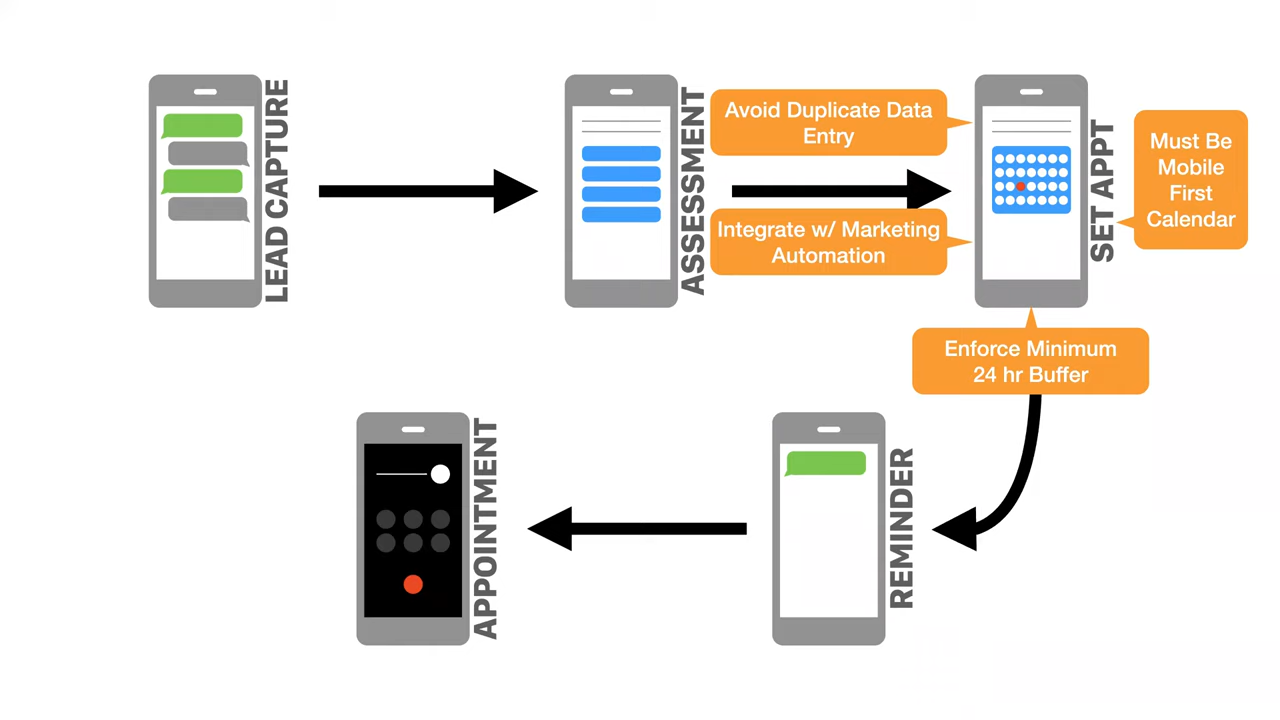 LEAD CAPTURE
ASSESSMENT
Avoid Duplicate Data
Entry
Integrate w/ Marketing
Automation
SET APPT
Must Be
Mobile
First
Calendar
Enforce Minimum
24 hr Buffer
APPOINTMENT
REMINDER